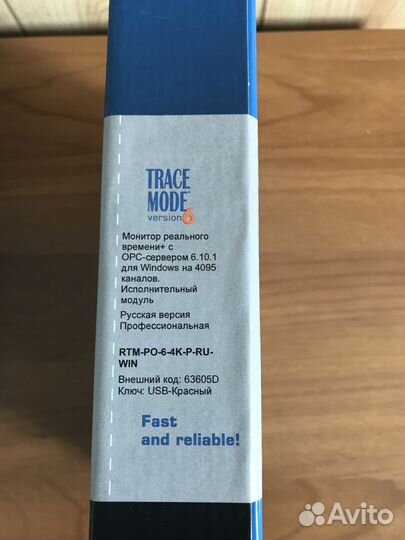 TRACE
MODE®
version 6
Монитор реального
времени+ с
OPC-сервером 6.10.1
для Windows на 4095
каналов.
Исполнительный
модуль
Русская версия
Профессиональная
RTM-PO-6-4K-P-RU-
WIN
Внешний код: 63605D
Ключ: USB-Красный
Fast
and reliable!
Avito